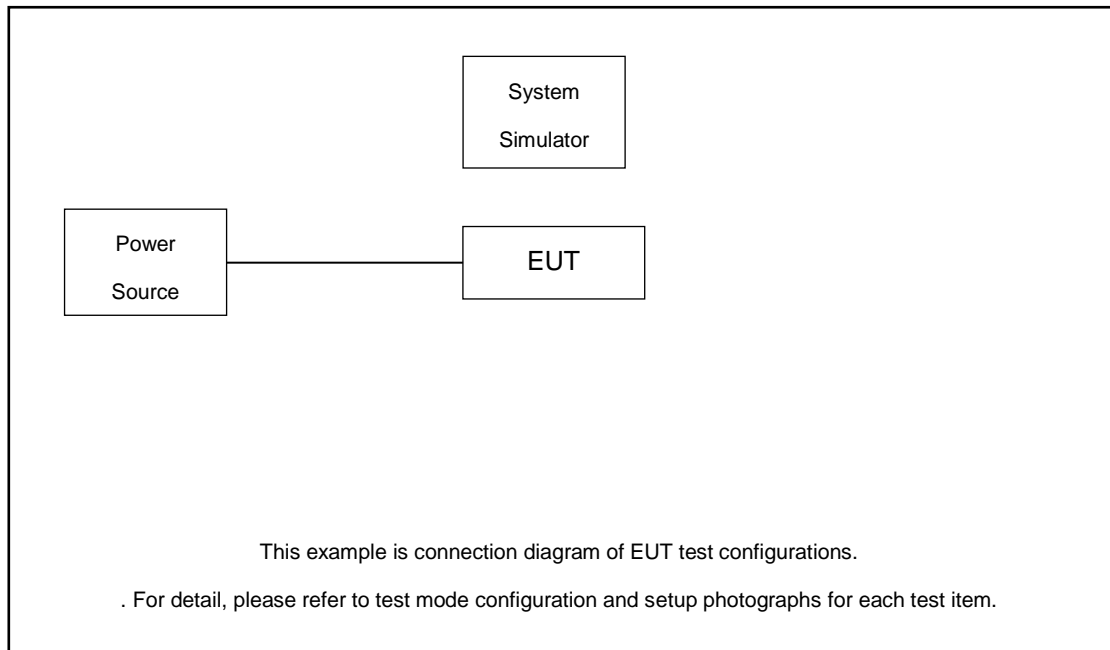 System
Simulator
Power
Source
EUT
This example is connection diagram of EUT test configurations.
. For detail, please refer to test mode configuration and setup photographs for each test item.